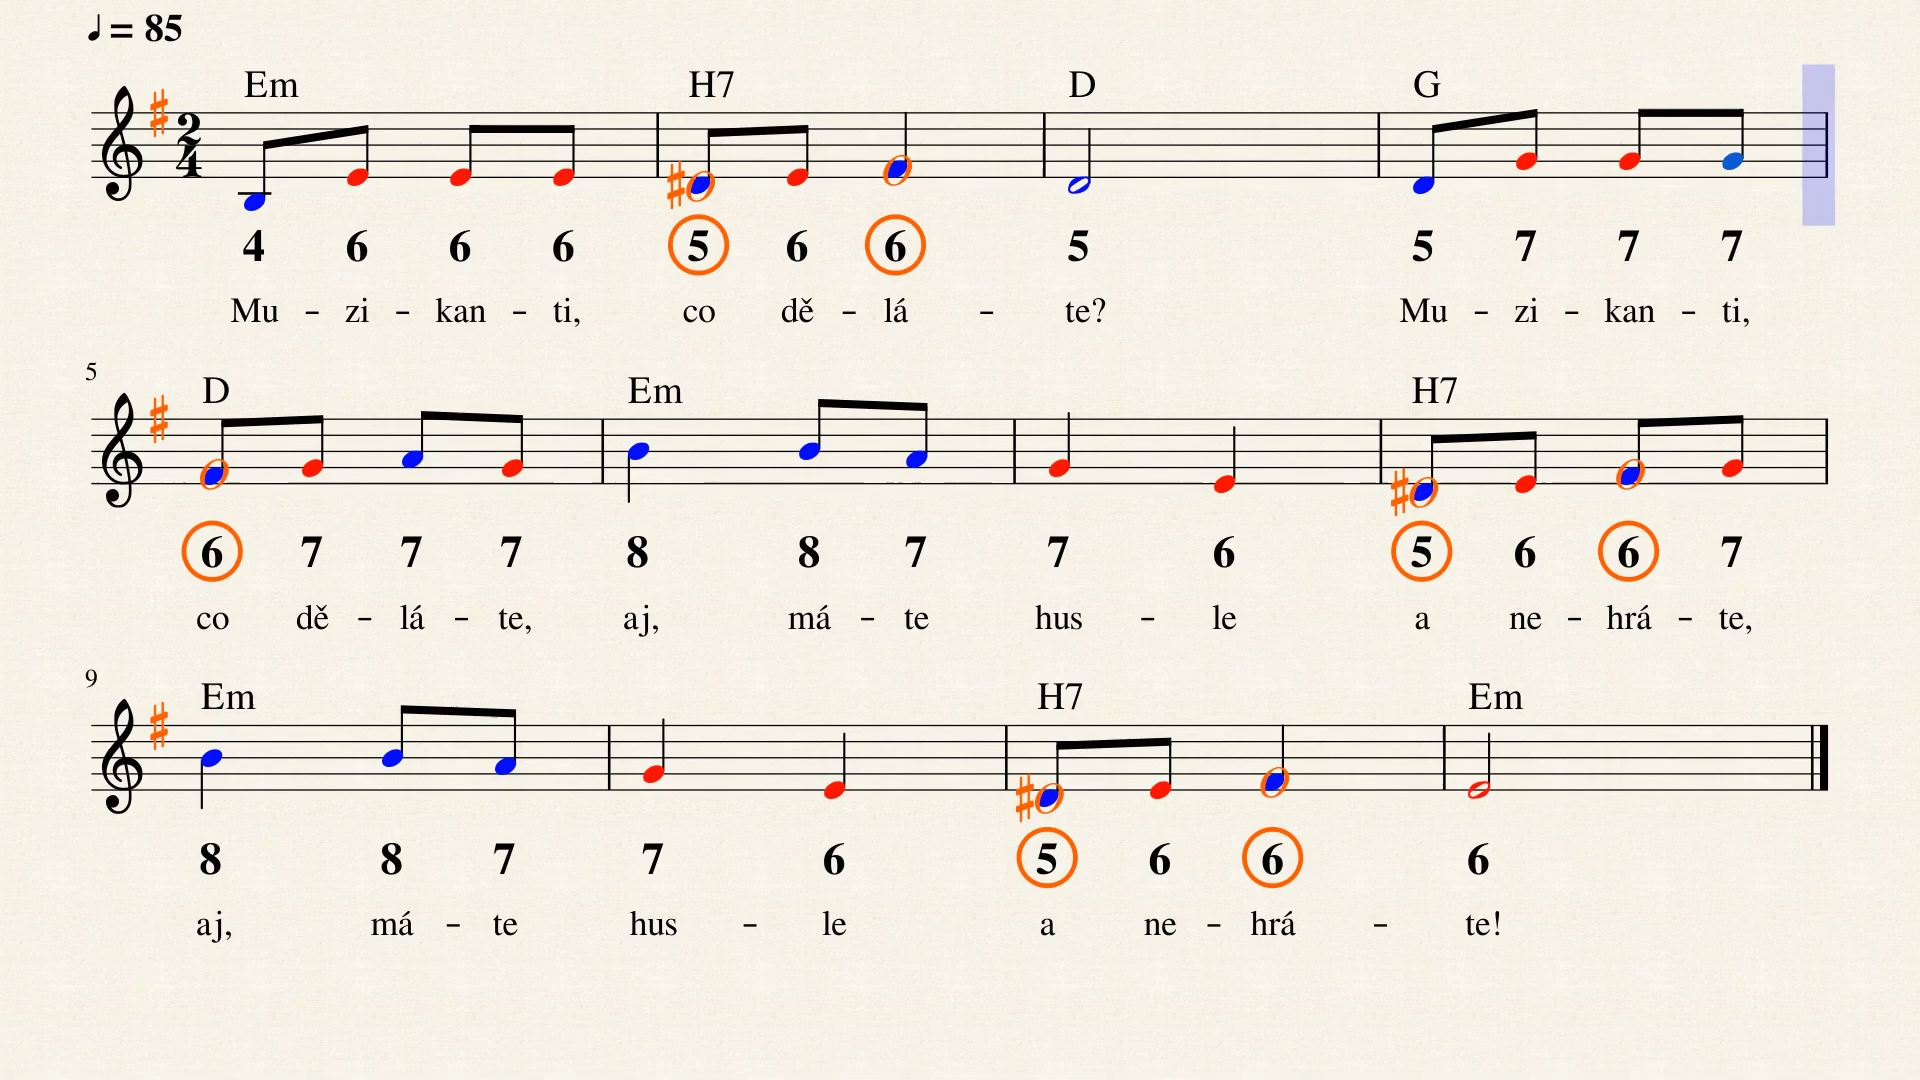 ♩ = 85
Em H7 D G
2
4
4 6 6 6 5 6 6 5 5 7 7 7
Mu – zi – kan – ti, co dě – lá – te? Mu – zi – kan – ti,
5
D Em H7
6 7 7 7 8 8 7 7 6 5 6 6 7
co dě – lá – te, aj, má – te hus – le a ne – hrá – te,
9
Em H7 Em
8 8 7 7 6 5 6 6 6
aj, má – te hus – le a ne – hrá – te!